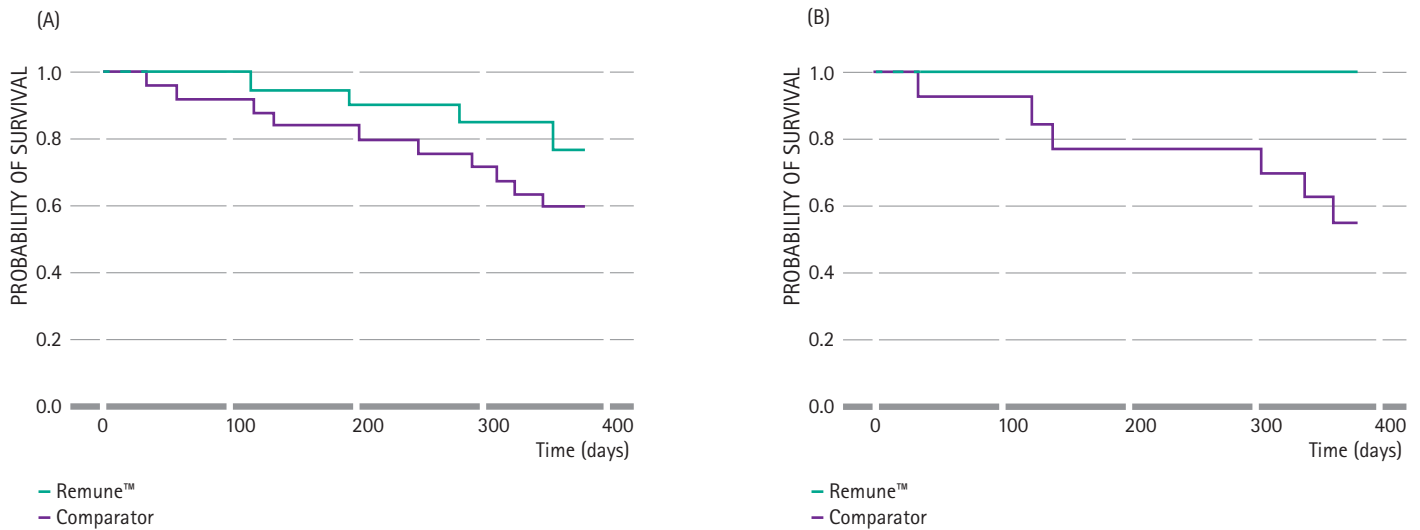 (A)
PROBABILITY OF SURVIVAL
1.0
0.8
0.6
0.4
0.2
0.0
0 100 200 300 400
Time (days)
Remune™
Comparator
(B)
PROBABILITY OF SURVIVAL
1.0
0.8
0.6
0.4
0.2
0.0
0 100 200 300 400
Time (days)
Remune™
Comparator